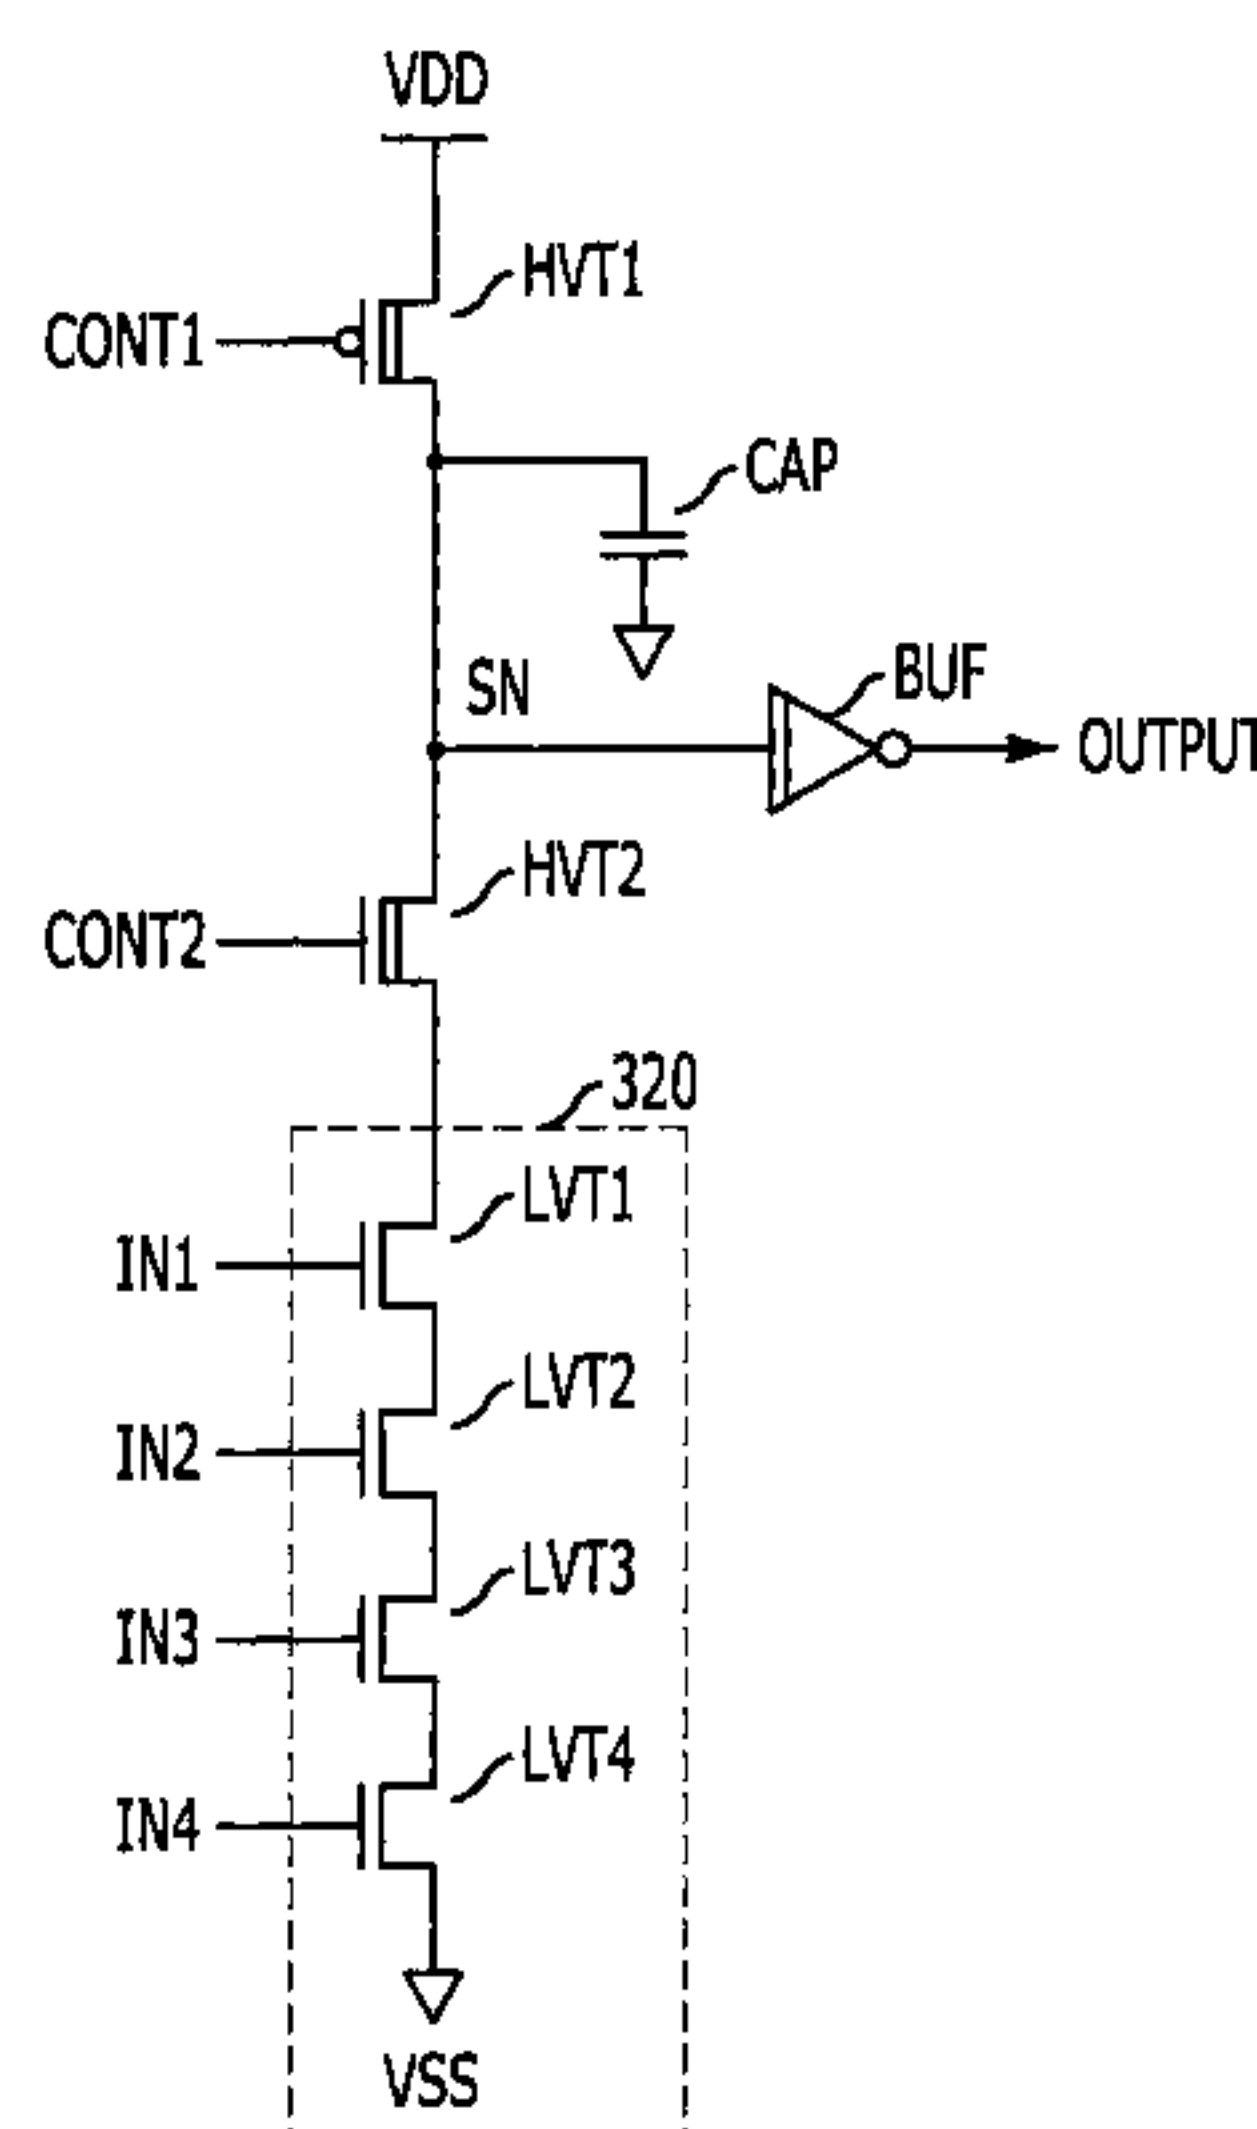 VDD
HVT1
CONT1
CAP
SN
BUF
OUTPUT
HVT2
CONT2
320
LVT1
IN1
LVT2
IN2
LVT3
IN3
LVT4
IN4
VSS